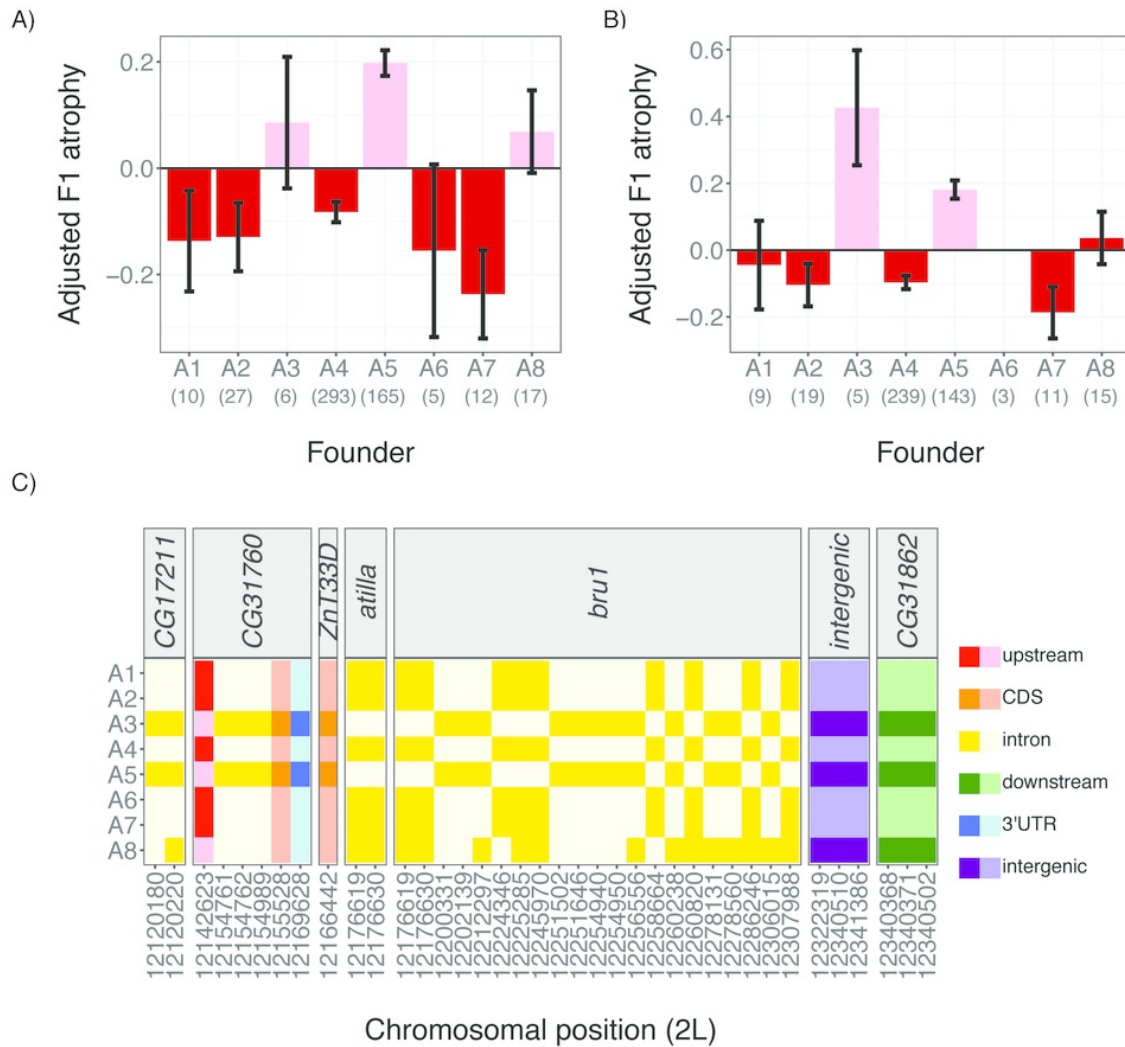 A)
Adjusted F1 atrophy
0.2
0.0
−0.2
A1 A2 A3 A4 A5 A6 A7 A8
(10) (27) (6) (293) (165) (5) (12) (17)
Founder
B)
Adjusted F1 atrophy
0.6
0.4
0.2
0.0
−0.2
A1 A2 A3 A4 A5 A6 A7 A8
(9) (19) (5) (239) (143) (3) (11) (15)
Founder
C)
CG17211
CG31760
ZnT33D
atilla
bru1
intergenic
CG31862
A1
A2
A3
A4
A5
A6
A7
A8
12120180
12120220
12142623
12154761
12154762
12154989
12155528
12169628
12166442
12176619
12176630
12176619
12176630
12200331
12202139
12212297
12224346
12225285
12245970
12251502
12251646
12254940
12254950
12256556
12258664
12260238
12260820
12278131
12278560
12286246
12306015
12307988
12322319
12340510
12341386
12340368
12340371
12340502
Chromosomal position (2L)
upstream
CDS
intron
downstream
3'UTR
intergenic